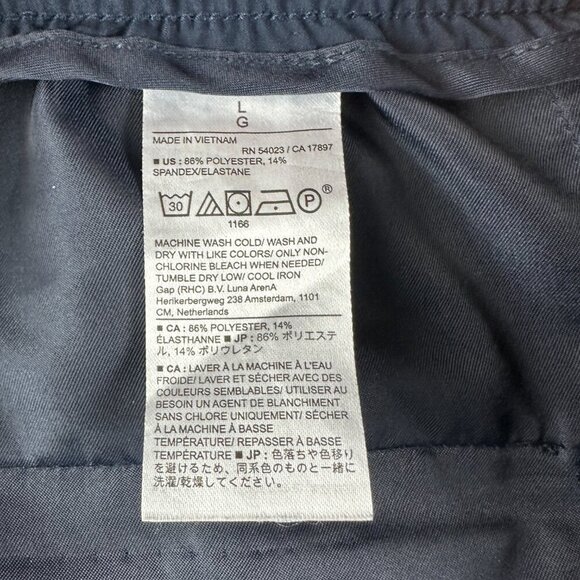 L
G
MADE IN VIETNAM
RN 54023 / CA 17897
■ US : 86% POLYESTER, 14%
SPANDEX/ELASTANE
30 P ®
1166
MACHINE WASH COLD/ WASH AND
DRY WITH LIKE COLORS/ ONLY NON-
CHLORINE BLEACH WHEN NEEDED/
TUMBLE DRY LOW/ COOL IRON
Gap (RHC) B.V. Luna ArenA
Herikerbergweg 238 Amsterdam, 1101
CM, Netherlands
■ CA : 86% POLYESTER, 14%
ÉLASTHANNE ■ JP : 86% ポリエステ
ル, 14% ポリウレタン
■ CA : LAVER À LA MACHINE À L'EAU
FROIDE/ LAVER ET SÉCHER AVEC DES
COULEURS SEMBLABLES/ UTILISER AU
BESOIN UN AGENT DE BLANCHIMENT
SANS CHLORE UNIQUEMENT/ SÉCHER
À LA MACHINE À BASSE
TEMPÉRATURE/ REPASSER À BASSE
TEMPÉRATURE ■ JP : 色落ちや色移り
を避けるため、同系色のものと一緒に
洗濯/乾燥してください。